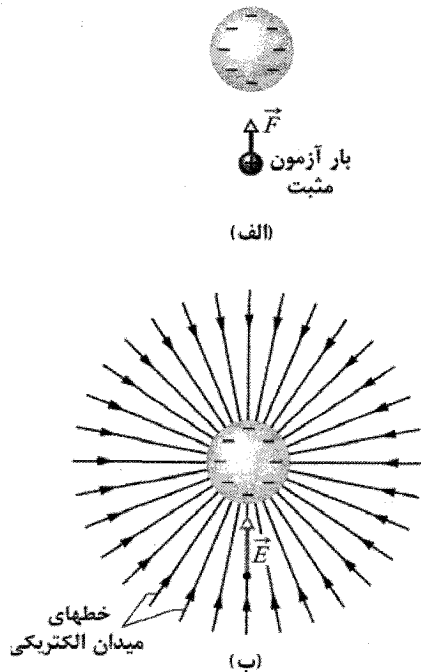 F
بار آزمون
مثبت
(الف)
E
خطهای
میدان الکتریکی
(ب)